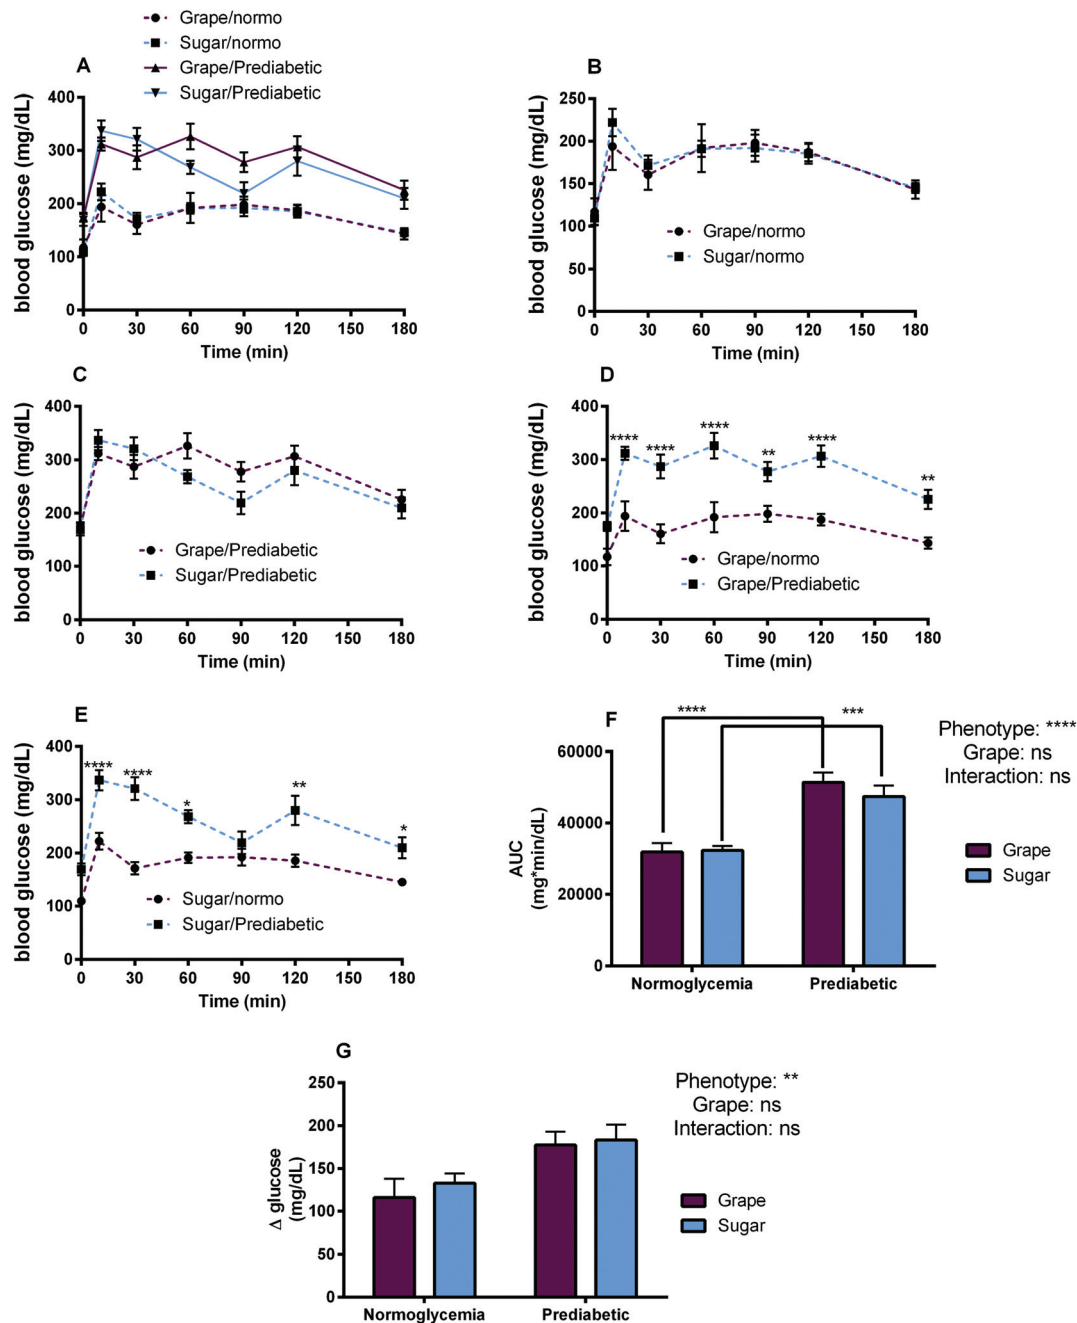 Grape/normo
Sugar/normo
Grape/Prediabetic
Sugar/Prediabetic
A
blood glucose (mg/dL)
400
300
200
100
0
0 30 60 90 120 150 180
Time (min)
B
blood glucose (mg/dL)
250
200
150
100
50
0
Grape/normo
Sugar/normo
0 30 60 90 120 150 180
Time (min)
C
blood glucose (mg/dL)
400
300
200
100
0
Grape/Prediabetic
Sugar/Prediabetic
0 30 60 90 120 150 180
Time (min)
D
blood glucose (mg/dL)
400
300
200
100
0
**** **** **** ** **** **
Grape/normo
Grape/Prediabetic
0 30 60 90 120 150 180
Time (min)
E
blood glucose (mg/dL)
400
300
200
100
0
**** **** * ** *
Sugar/normo
Sugar/Prediabetic
0 30 60 90 120 150 180
Time (min)
F
**** ***
Phenotype: ****
Grape: ns
Interaction: ns
AUC
(mg*min/dL)
60000
40000
20000
0
Grape
Sugar
Normoglycemia Prediabetic
G
Phenotype: **
Grape: ns
Interaction: ns
Δ glucose
(mg/dL)
250
200
150
100
50
0
Grape
Sugar
Normoglycemia Prediabetic